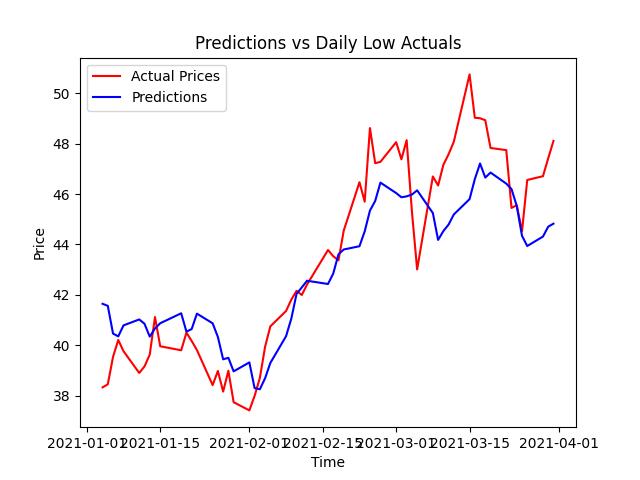 Predictions vs Daily Low Actuals
Actual Prices
Predictions
Price
50
48
46
44
42
40
38
2021-01-01
2021-01-15
2021-02-01
2021-02-15
2021-03-01
2021-03-15
2021-04-01
Time